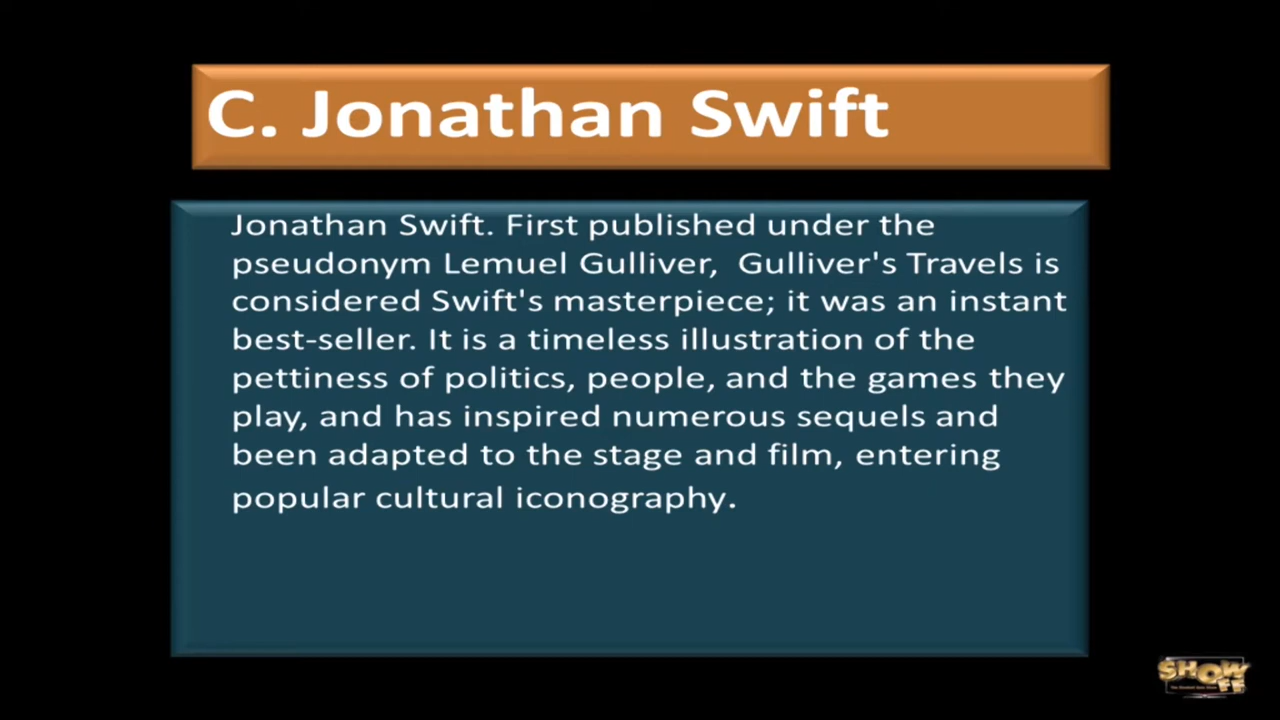 C. Jonathan Swift
Jonathan Swift. First published under the
pseudonym Lemuel Gulliver,  Gulliver's Travels is
considered Swift's masterpiece; it was an instant
best-seller. It is a timeless illustration of the
pettiness of politics, people, and the games they
play, and has inspired numerous sequels and
been adapted to the stage and film, entering
popular cultural iconography.
SHOW
FF